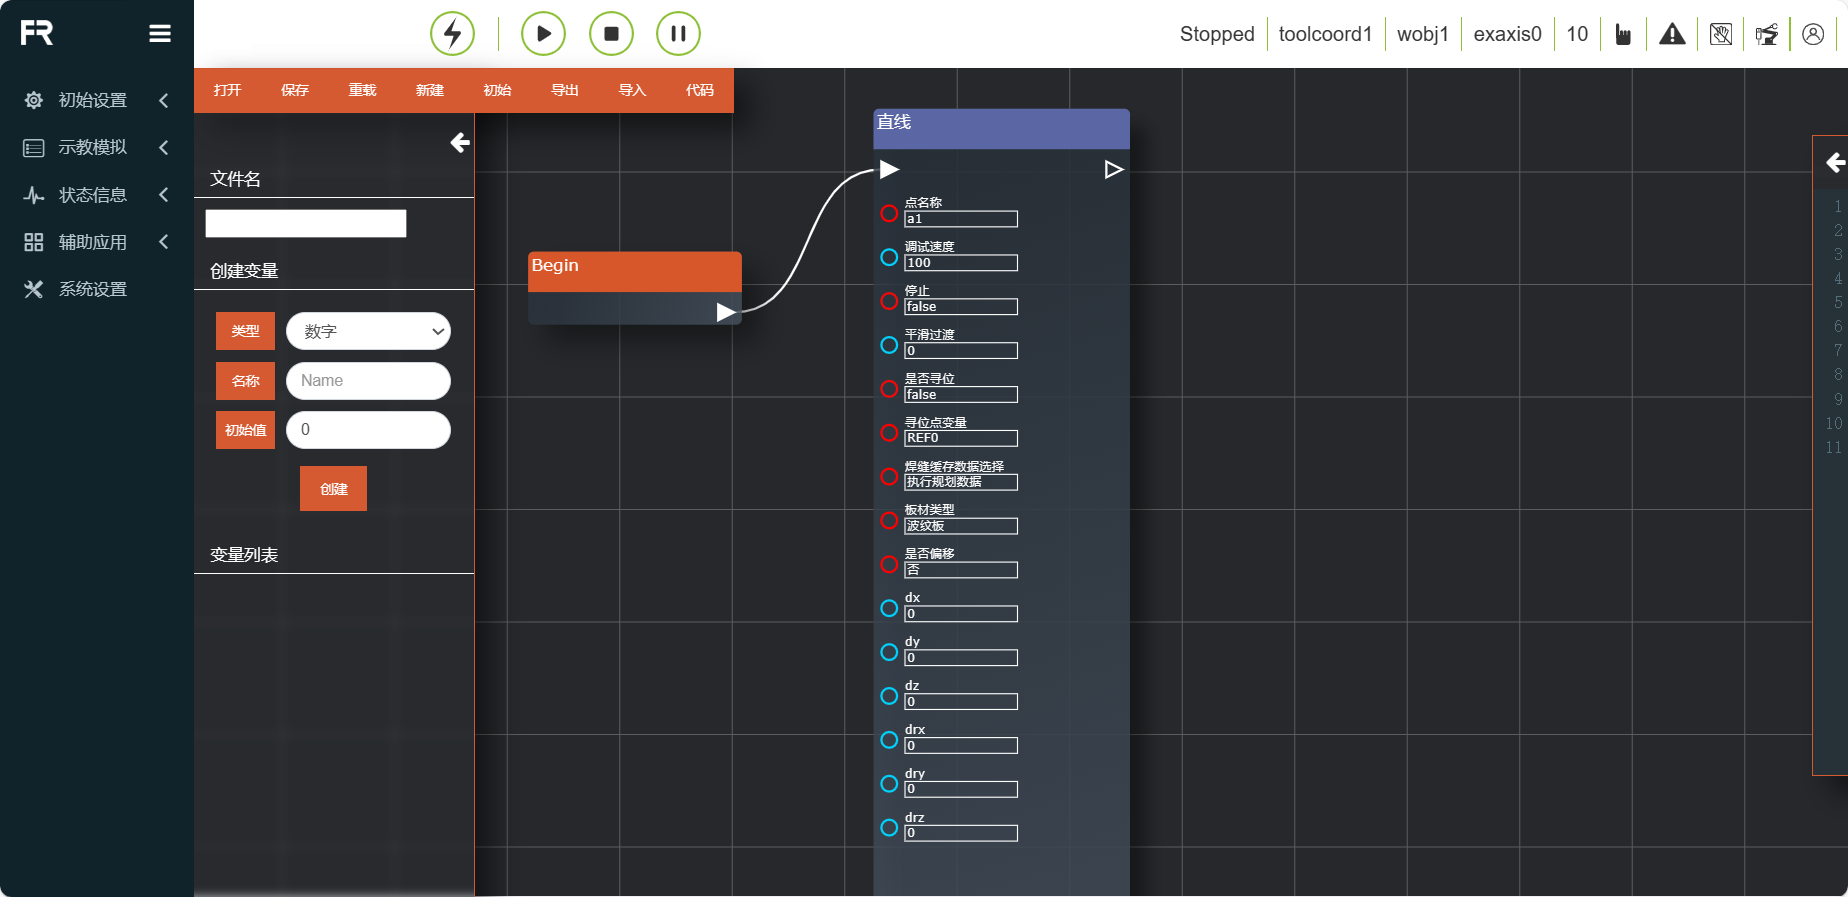 FR
Stopped
toolcoord1
wobj1
exaxis0
10
初始设置
示教模拟
状态信息
辅助应用
系统设置
打开
保存
重载
新建
初始
导出
导入
代码
文件名
创建变量
类型
数字
名称
Name
初始值
0
创建
变量列表
Begin
直线
点名称
a1
调试速度
100
停止
false
平滑过渡
0
是否寻位
false
寻位点变量
REF0
焊缝缓存数据选择
执行规划数据
板材类型
波纹板
是否偏移
否
dx
0
dy
0
dz
0
drx
0
dry
0
drz
0
1
2
3
4
5
6
7
8
9
10
11